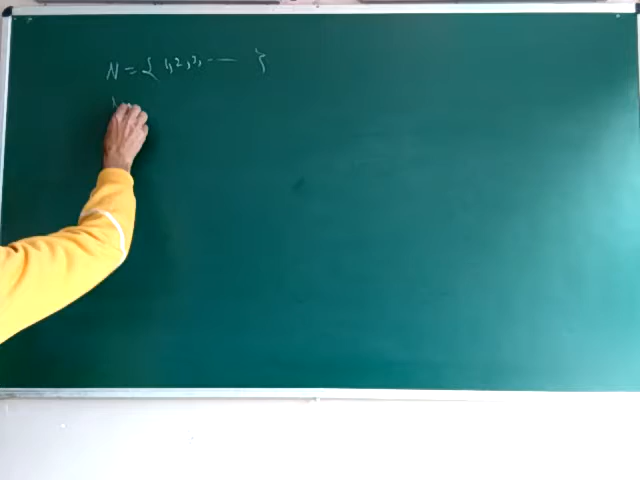 N = { 1, 2, 3, ---- }